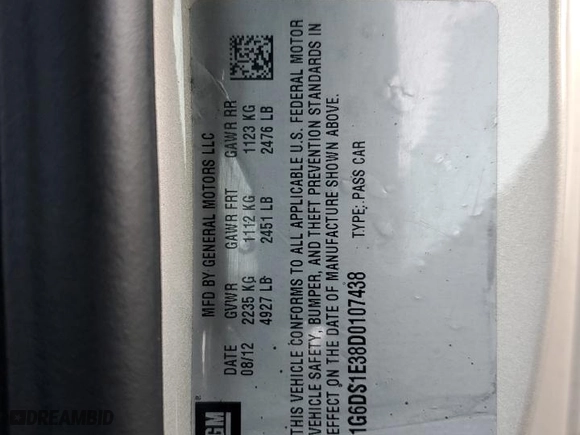 MFD BY GENERAL MOTORS LLC
DATE GVWR GAWR FRT GAWR RR
08/12 2235 KG 1112 KG 1123 KG
4927 LB 2451 LB 2476 LB
GM
THIS VEHICLE CONFORMS TO ALL APPLICABLE U.S. FEDERAL MOTOR
VEHICLE SAFETY, BUMPER, AND THEFT PREVENTION STANDARDS IN
EFFECT ON THE DATE OF MANUFACTURE SHOWN ABOVE.
1G6DS1E38D0107438 TYPE: PASS CAR
DREAMBID